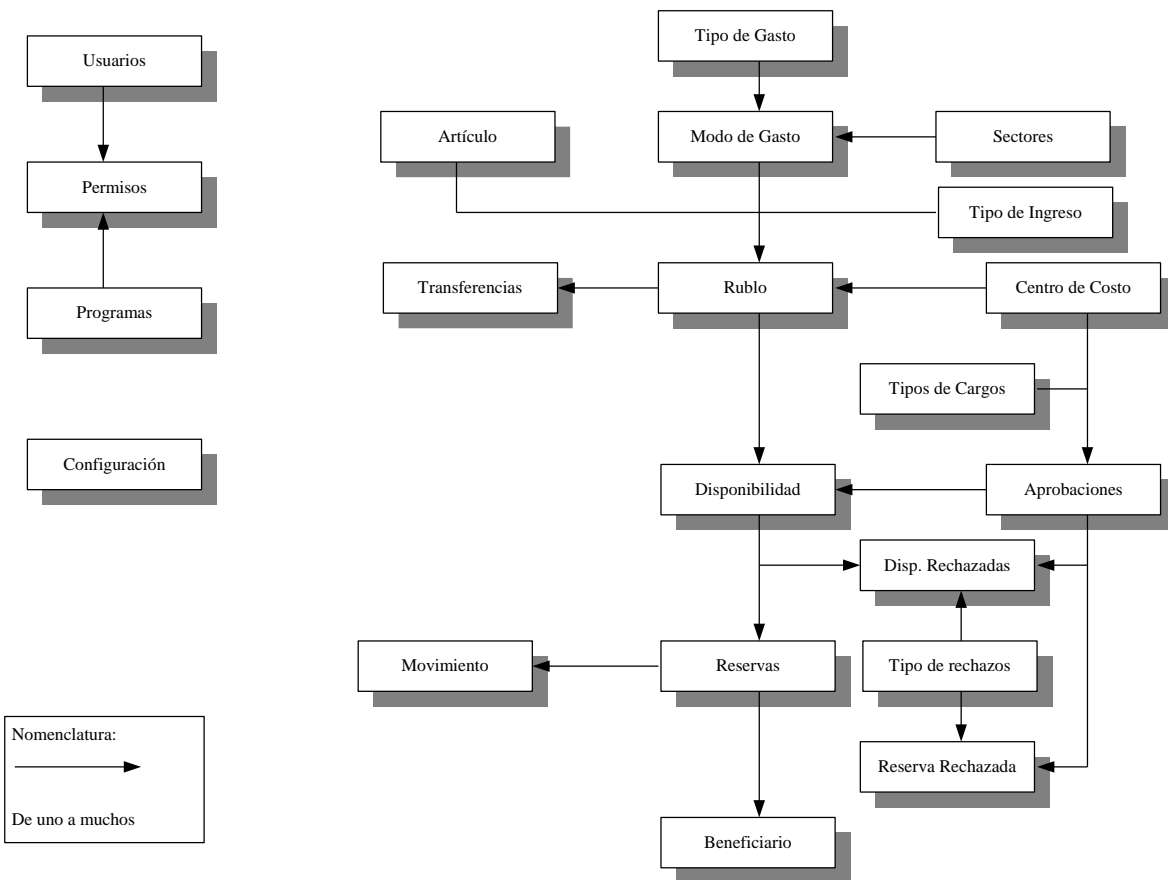 Tipo de Gasto
Usuarios
Artículo
Modo de Gasto
Sectores
Permisos
Tipo de Ingreso
Transferencias
Rublo
Centro de Costo
Programas
Tipos de Cargos
Configuración
Disponibilidad
Aprobaciones
Disp. Rechazadas
Movimiento
Reservas
Tipo de rechazos
Nomenclatura:
Reserva Rechazada
De uno a muchos
Beneficiario